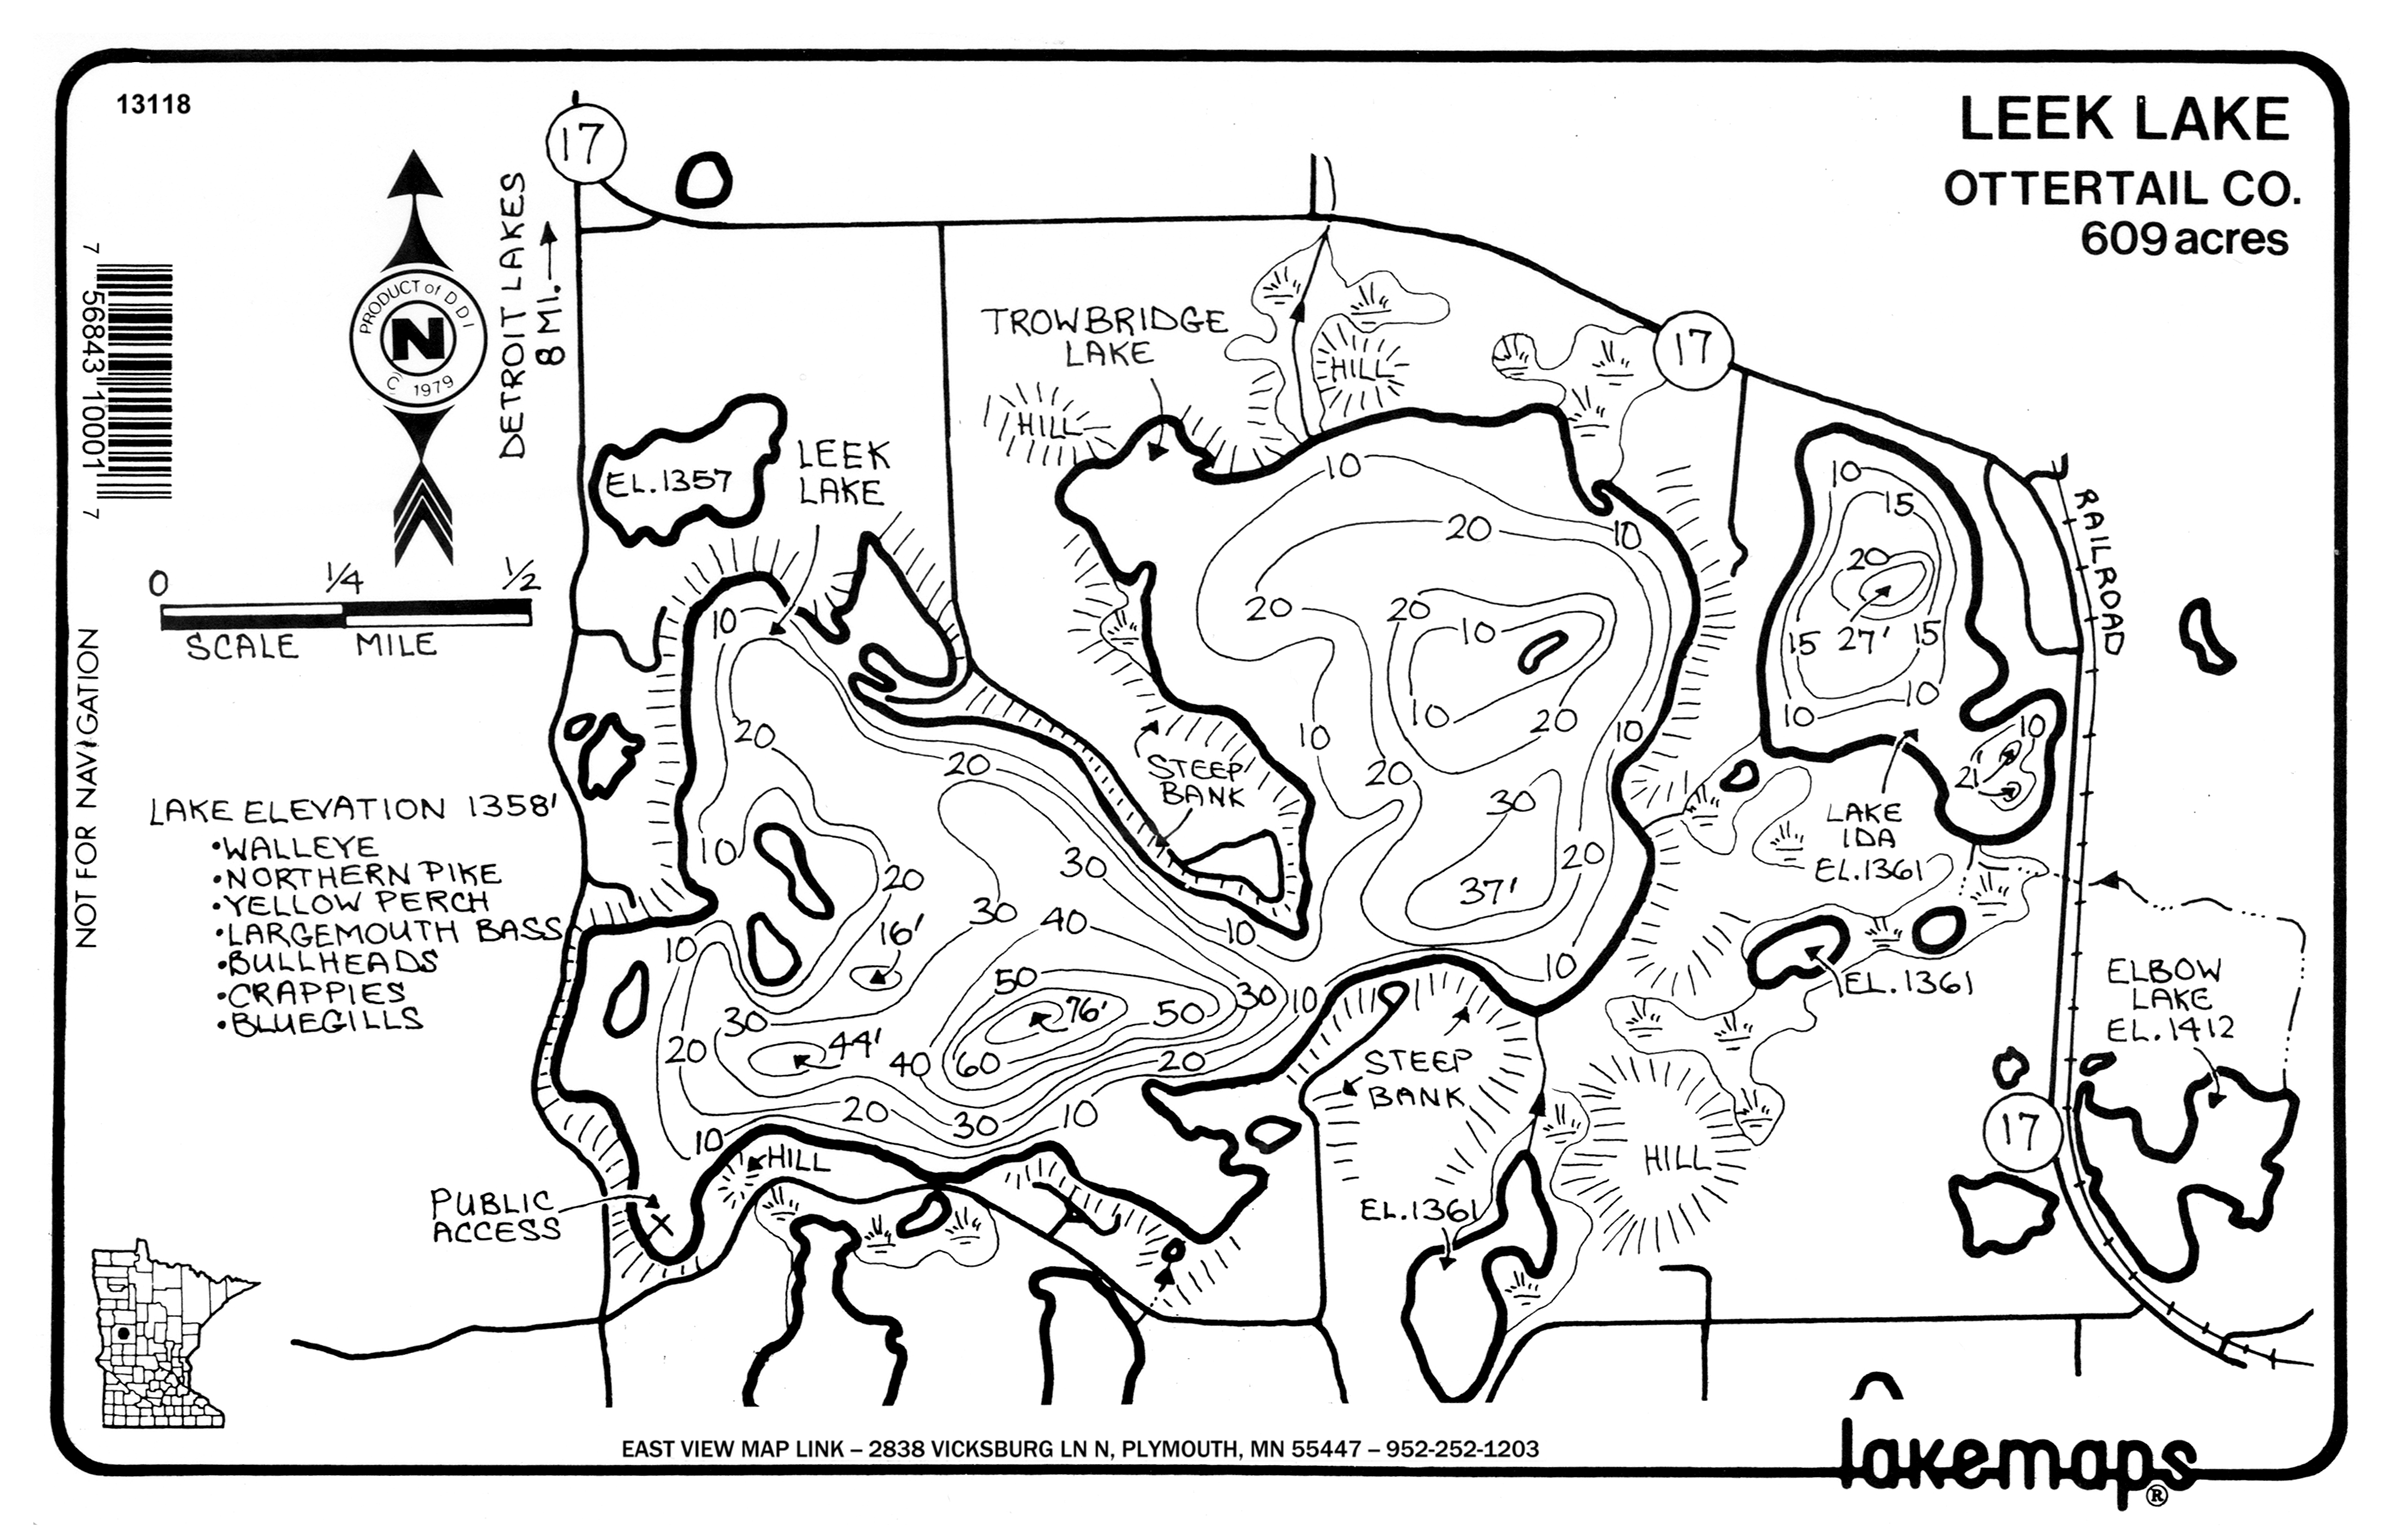 13118
LEEK LAKE
OTTERTAIL CO.
609 acres
17
DETROIT LAKES
8 MI.
PRODUCT of DDI
N
© 1979
7 56843 10001 7
NOT FOR NAVIGATION
0 1/4 1/2
SCALE MILE
LAKE ELEVATION 1358'
•WALLEYE
•NORTHERN PIKE
•YELLOW PERCH
•LARGEMOUTH BASS
•BULLHEADS
•CRAPPIES
•BLUEGILLS
EL.1357
LEEK
LAKE
TROWBRIDGE
LAKE
HILL
HILL
17
RAILROAD
10
20
10
20
20
10
10
20
10
10
20
30
37'
20
10
10
STEEP
BANK
10
15
20
27'
15
15
10
10
10
21'
LAKE
IDA
EL.1361
EL.1361
ELBOW
LAKE
EL.1412
17
10
20
20
10
20
30
30
40
16'
10
50
76'
50
30
10
30
20
44'
40
60
20
20
30
10
10
HILL
PUBLIC
ACCESS
X
STEEP
BANK
HILL
EL.1361
EAST VIEW MAP LINK – 2838 VICKSBURG LN N, PLYMOUTH, MN 55447 – 952-252-1203
lakemaps®